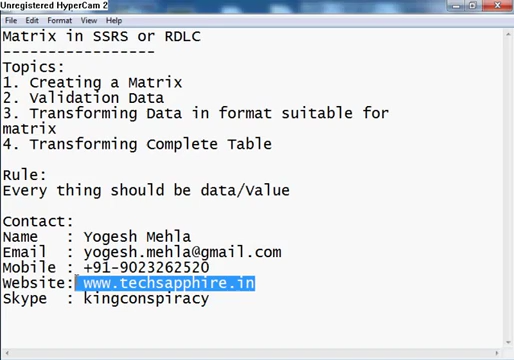 Unregistered HyperCam 2
File Edit Format View Help
Matrix in SSRS or RDLC
-----------------
Topics:
1. Creating a Matrix
2. Validation Data
3. Transforming Data in format suitable for
matrix
4. Transforming Complete Table
Rule:
Every thing should be data/Value
Contact:
Name : Yogesh Mehla
Email : yogesh.mehla@gmail.com
Mobile : +91-9023262520
Website: www.techsapphire.in
Skype : kingconspiracy